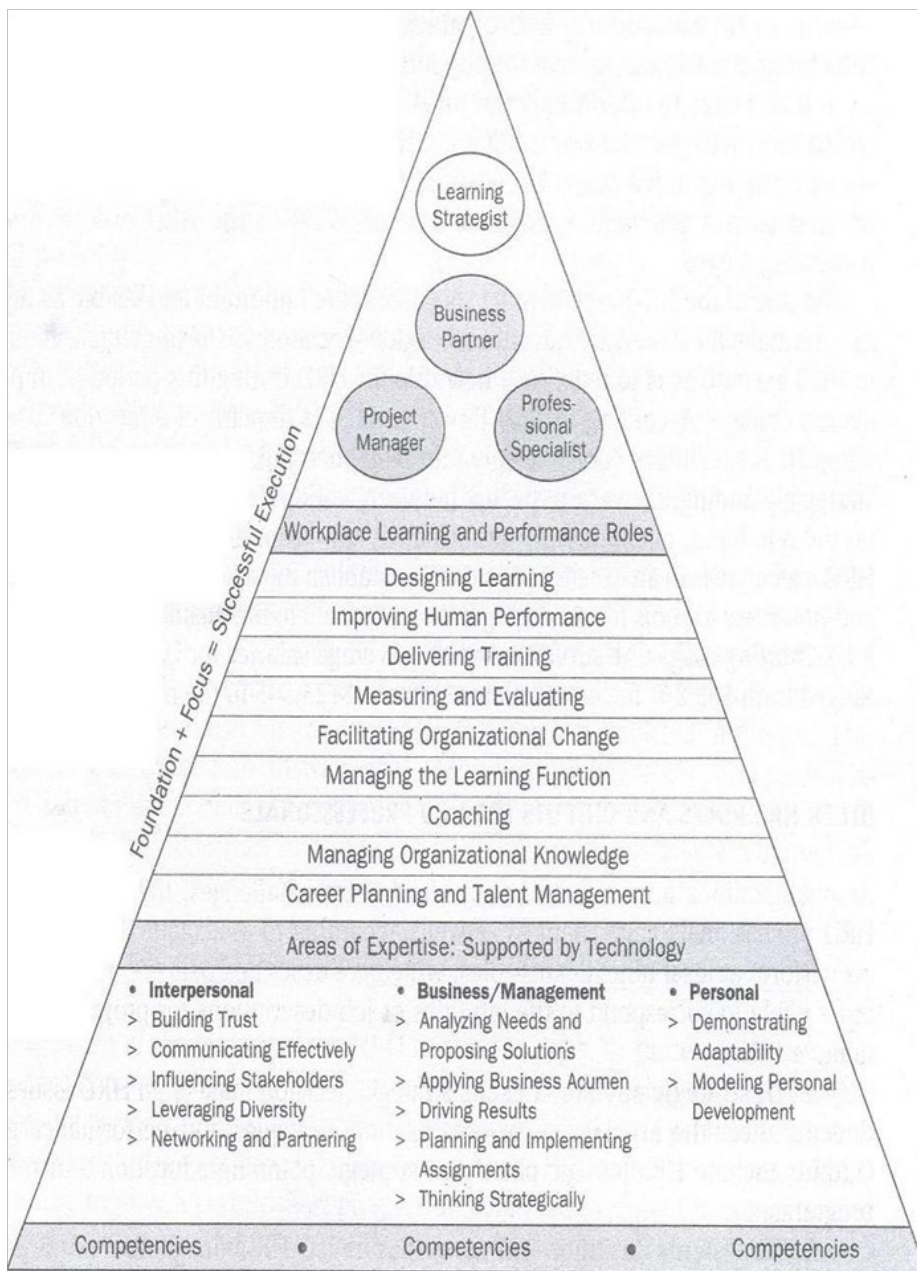 Learning
Strategist
Business
Partner
Project
Manager
Profes-
sional
Specialist
Foundation + Focus = Successful Execution
Workplace Learning and Performance Roles
Designing Learning
Improving Human Performance
Delivering Training
Measuring and Evaluating
Facilitating Organizational Change
Managing the Learning Function
Coaching
Managing Organizational Knowledge
Career Planning and Talent Management
Areas of Expertise: Supported by Technology
• Interpersonal
> Building Trust
> Communicating Effectively
> Influencing Stakeholders
> Leveraging Diversity
> Networking and Partnering
• Business/Management
> Analyzing Needs and
Proposing Solutions
> Applying Business Acumen
> Driving Results
> Planning and Implementing
Assignments
> Thinking Strategically
• Personal
> Demonstrating
Adaptability
> Modeling Personal
Development
Competencies • Competencies • Competencies